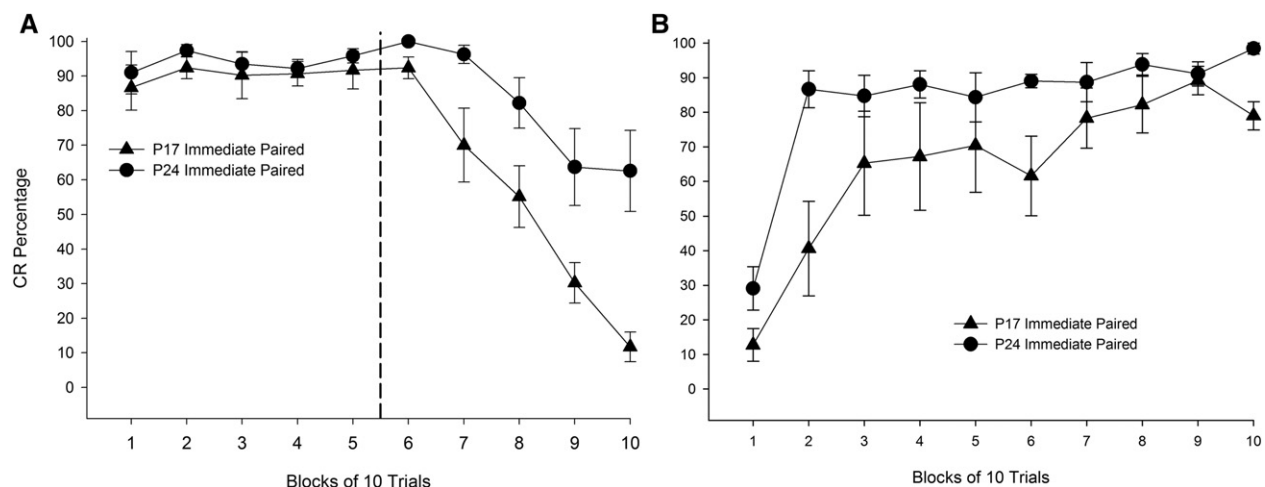 A
100
90
80
70
60
50
40
30
20
10
0
CR Percentage
P17 Immediate Paired
P24 Immediate Paired
1 2 3 4 5 6 7 8 9 10
Blocks of 10 Trials
B
100
90
80
70
60
50
40
30
20
10
0
P17 Immediate Paired
P24 Immediate Paired
1 2 3 4 5 6 7 8 9 10
Blocks of 10 Trials